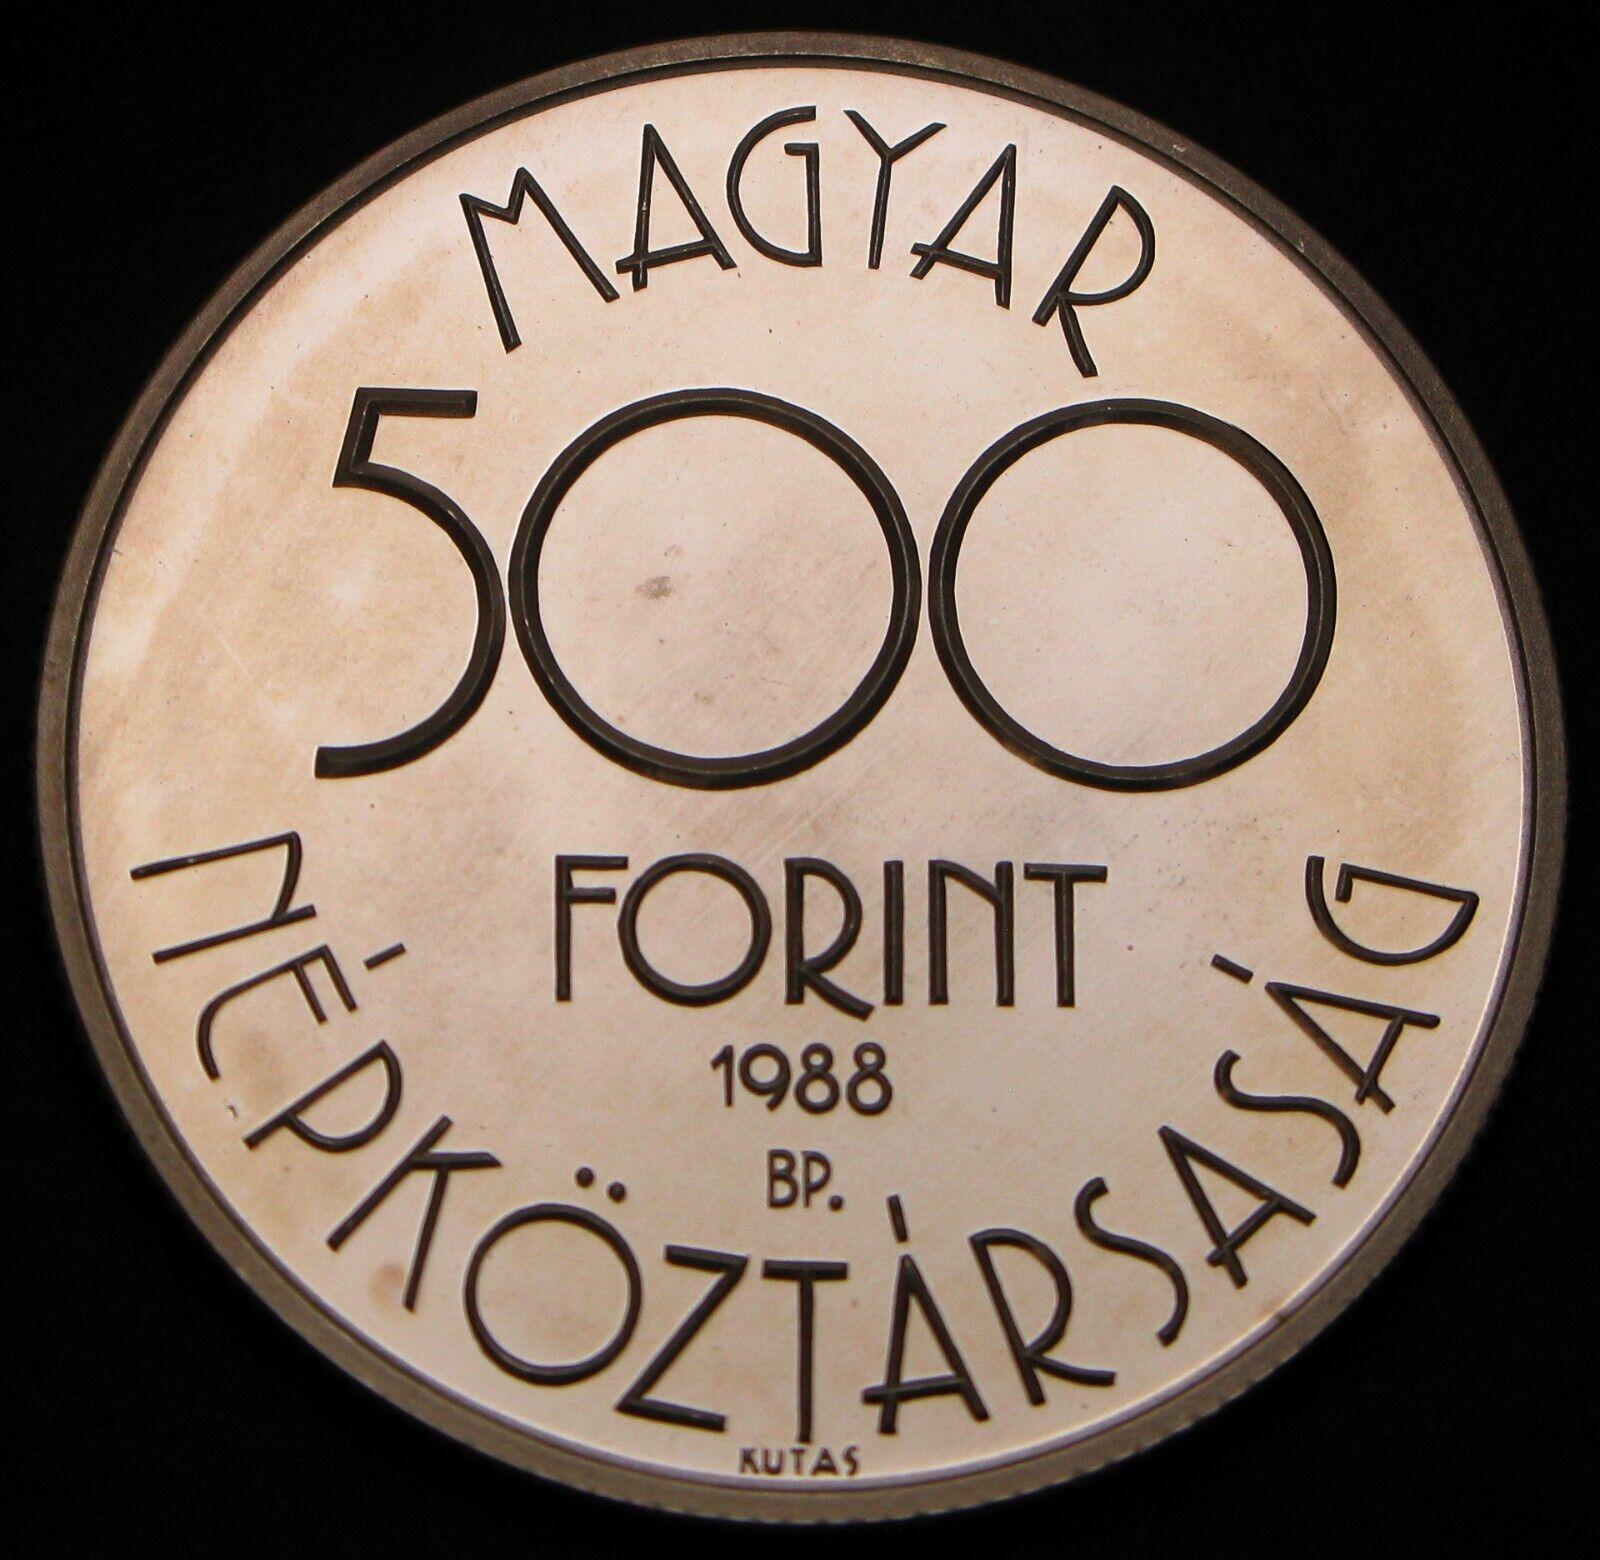 MAGYAR
500
FORINT
1988
BP.
NÉPKÖZTÁRSASÁG
KUTAS